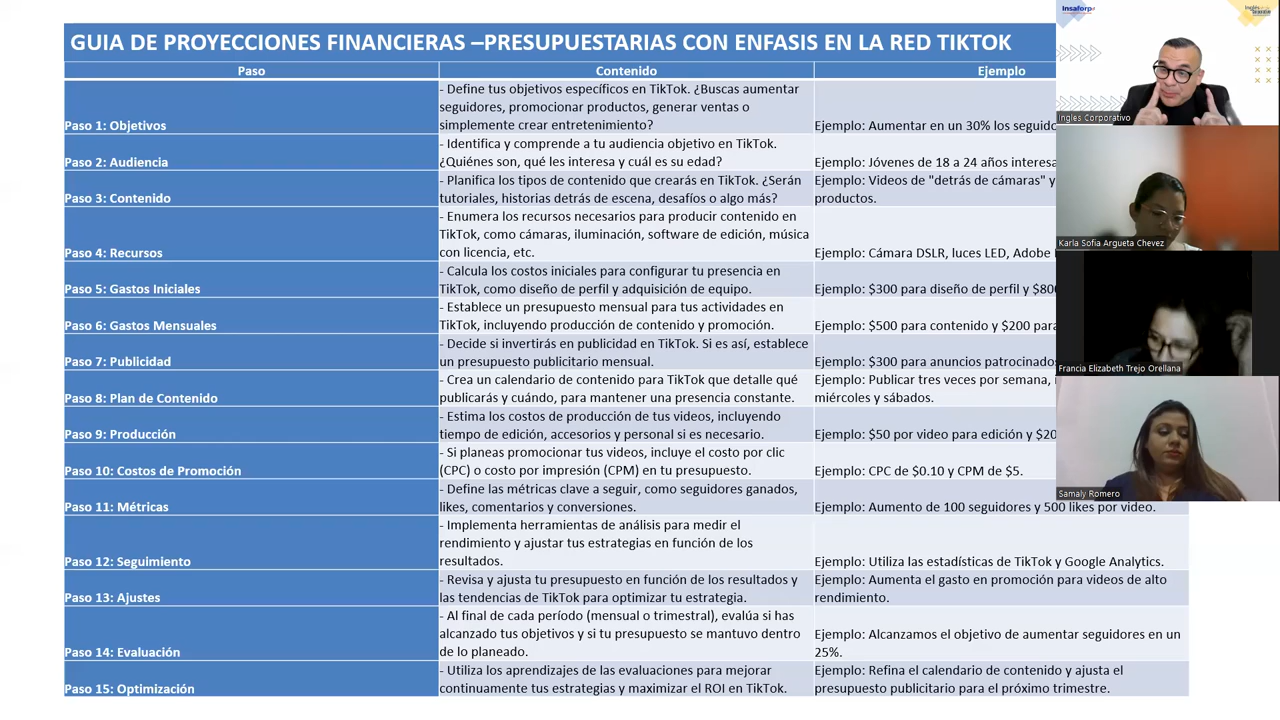 GUIA DE PROYECCIONES FINANCIERAS –PRESUPUESTARIAS CON ENFASIS EN LA RED TIKTOK
Paso
Contenido
Ejemplo
Paso 1: Objetivos
- Define tus objetivos específicos en TikTok. ¿Buscas aumentar
seguidores, promocionar productos, generar ventas o
simplemente crear entretenimiento?
Ejemplo: Aumentar en un 30% los
Paso 2: Audiencia
- Identifica y comprende a tu audiencia objetivo en TikTok.
¿Quiénes son, qué les interesa y cuál es su edad?
Ejemplo: Jóvenes de 18 a 24 años
Paso 3: Contenido
- Planifica los tipos de contenido que crearás en TikTok. ¿Serán
tutoriales, historias detrás de escena, desafíos o algo más?
Ejemplo: Videos de "detrás de cámaras" y
productos.
Paso 4: Recursos
- Enumera los recursos necesarios para producir contenido en
TikTok, como cámaras, iluminación, software de edición, música
con licencia, etc.
Ejemplo: Cámara DSLR, luces LED, Adobe
Paso 5: Gastos Iniciales
- Calcula los costos iniciales para configurar tu presencia en
TikTok, como diseño de perfil y adquisición de equipo.
Ejemplo: $300 para diseño de perfil y
Paso 6: Gastos Mensuales
- Establece un presupuesto mensual para tus actividades en
TikTok, incluyendo producción de contenido y promoción.
Ejemplo: $500 para contenido y $200 para
Paso 7: Publicidad
- Decide si invertirás en publicidad en TikTok. Si es así, establece
un presupuesto publicitario mensual.
Ejemplo: $300 para anuncios patrocinados
Paso 8: Plan de Contenido
- Crea un calendario de contenido para TikTok que detalle qué
publicarás y cuándo, para mantener una presencia constante.
Ejemplo: Publicar tres veces por semana,
miércoles y sábados.
Paso 9: Producción
- Estima los costos de producción de tus videos, incluyendo
tiempo de edición, accesorios y personal si es necesario.
Ejemplo: $50 por video para edición y
Paso 10: Costos de Promoción
- Si planeas promocionar tus videos, incluye el costo por clic
(CPC) o costo por impresión (CPM) en tu presupuesto.
Ejemplo: CPC de $0.10 y CPM de $5.
Paso 11: Métricas
- Define las métricas clave a seguir, como seguidores ganados,
likes, comentarios y conversiones.
Ejemplo: Aumento de 100 seguidores y 500 likes por video.
Paso 12: Seguimiento
- Implementa herramientas de análisis para medir el
rendimiento y ajustar tus estrategias en función de los
resultados.
Ejemplo: Utiliza las estadísticas de TikTok y Google Analytics.
Paso 13: Ajustes
- Revisa y ajusta tu presupuesto en función de los resultados y
las tendencias de TikTok para optimizar tu estrategia.
Ejemplo: Aumenta el gasto en promoción para videos de alto
rendimiento.
Paso 14: Evaluación
- Al final de cada período (mensual o trimestral), evalúa si has
alcanzado tus objetivos y si tu presupuesto se mantuvo dentro
de lo planeado.
Ejemplo: Alcanzamos el objetivo de aumentar seguidores en un
25%.
Paso 15: Optimización
- Utiliza los aprendizajes de las evaluaciones para mejorar
continuamente tus estrategias y maximizar el ROI en TikTok.
Ejemplo: Refina el calendario de contenido y ajusta el
presupuesto publicitario para el próximo trimestre.
Insaforp
Ingles Corporativo
Karla Sofia Argueta Chevez
Francia Elizabeth Trejo Orellana
Samaly Romero